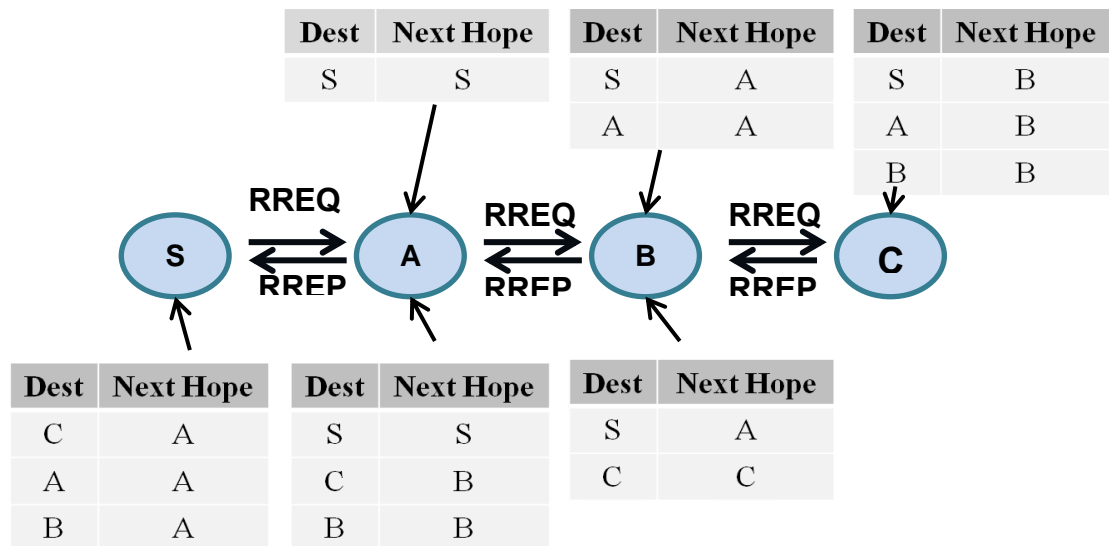 Dest Next Hope
S S
Dest Next Hope
S A
A A
Dest Next Hope
S B
A B
B B
RREQ
RREQ
RREQ
S
A
B
C
RREP
RREP
RREP
Dest Next Hope
C A
A A
B A
Dest Next Hope
S S
C B
B B
Dest Next Hope
S A
C C